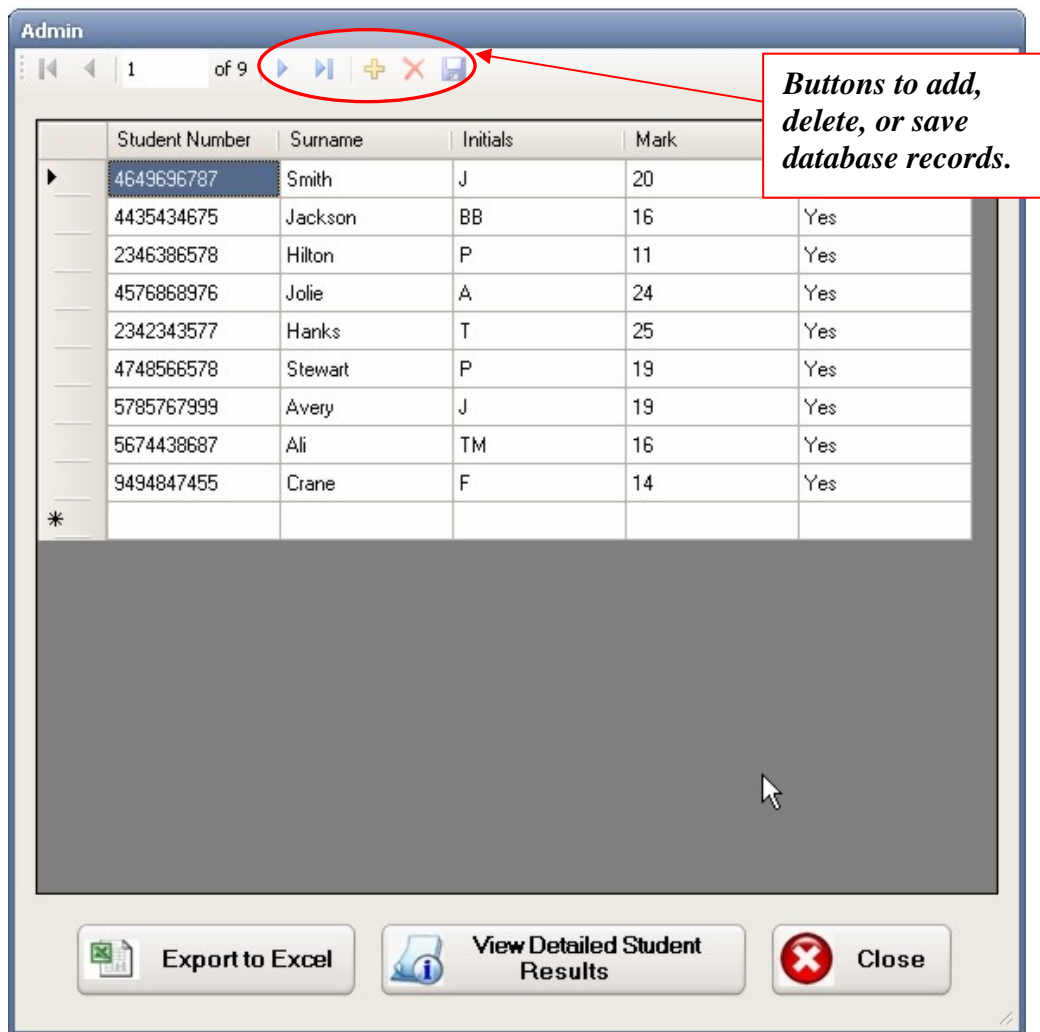 Admin
1 of 9
Buttons to add,
delete, or save
database records.
Student Number Surname Initials Mark
4649696787 Smith J 20
4435434675 Jackson BB 16 Yes
2346386578 Hilton P 11 Yes
4576868976 Jolie A 24 Yes
2342343577 Hanks T 25 Yes
4748566578 Stewart P 19 Yes
5785767999 Avery J 19 Yes
5674438687 Ali TM 16 Yes
9494847455 Crane F 14 Yes
Export to Excel
View Detailed Student
Results
Close